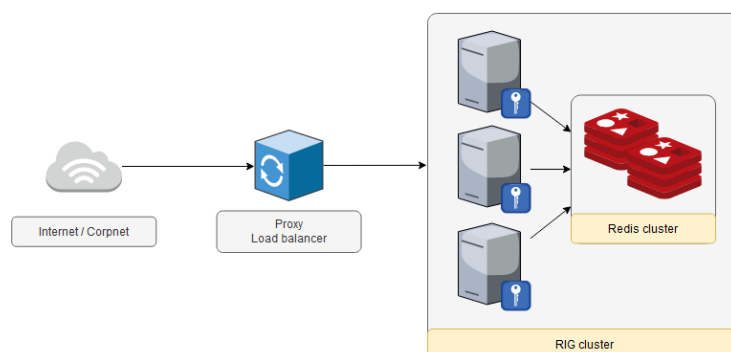 Internet / Corpnet
Proxy
Load balancer
Redis cluster
RIG cluster